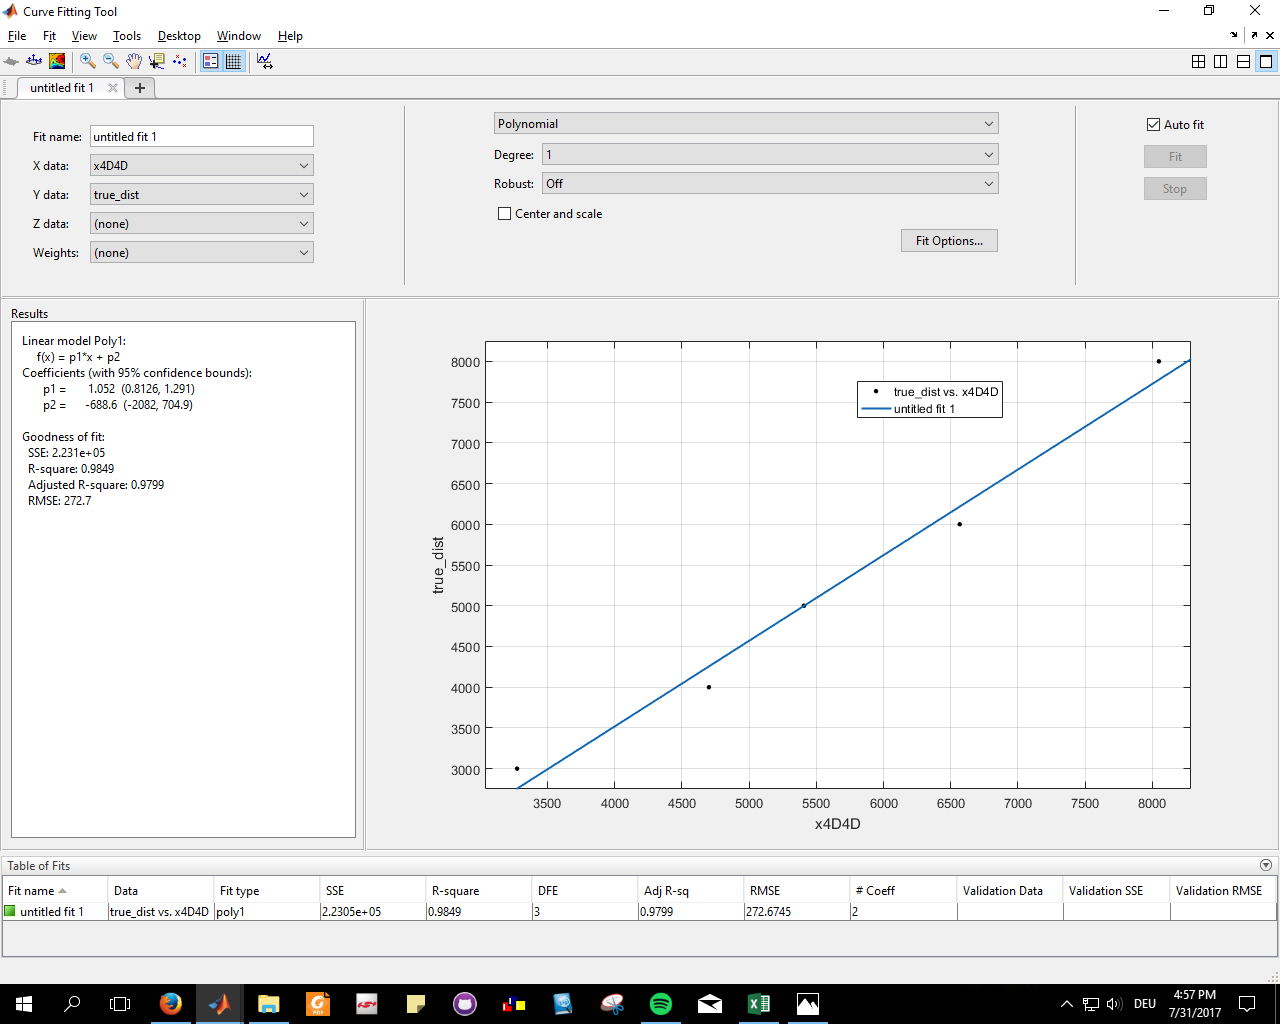 Curve Fitting Tool
File Fit View Tools Desktop Window Help
untitled fit 1
Fit name: untitled fit 1
X data: x4D4D
Y data: true_dist
Z data: (none)
Weights: (none)
Polynomial
Degree: 1
Robust: Off
Center and scale
Fit Options...
Auto fit
Fit
Stop
Results
Linear model Poly1:
f(x) = p1*x + p2
Coefficients (with 95% confidence bounds):
p1 = 1.052 (0.8126, 1.291)
p2 = -688.6 (-2082, 704.9)
Goodness of fit:
SSE: 2.231e+05
R-square: 0.9849
Adjusted R-square: 0.9799
RMSE: 272.7
true_dist vs. x4D4D
untitled fit 1
8000
7500
7000
6500
6000
5500
5000
4500
4000
3500
3000
true_dist
3500 4000 4500 5000 5500 6000 6500 7000 7500 8000
x4D4D
Table of Fits
Fit name Data Fit type SSE R-square DFE Adj R-sq RMSE # Coeff Validation Data Validation SSE Validation RMSE
untitled fit 1 true_dist vs. x4D4D poly1 2.2305e+05 0.9849 3 0.9799 272.6745 2
PDF
DEU
4:57 PM
7/31/2017